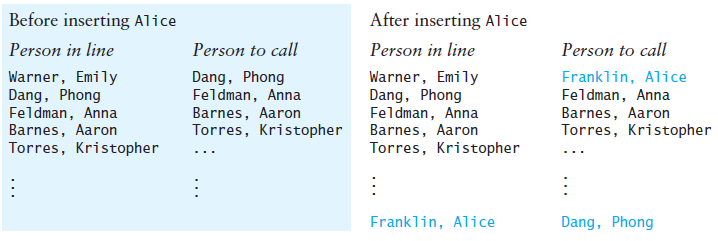 Before inserting Alice
Person in line Person to call
Warner, Emily Dang, Phong
Dang, Phong Feldman, Anna
Feldman, Anna Barnes, Aaron
Barnes, Aaron Torres, Kristopher
Torres, Kristopher ...
⋮ ⋮
After inserting Alice
Person in line Person to call
Warner, Emily Franklin, Alice
Dang, Phong Feldman, Anna
Feldman, Anna Barnes, Aaron
Barnes, Aaron Torres, Kristopher
Torres, Kristopher ...
⋮ ⋮
Franklin, Alice Dang, Phong